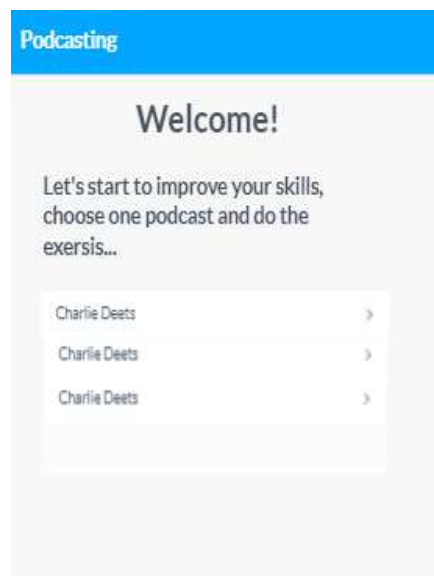 Podcasting
Welcome!
Let's start to improve your skills,
choose one podcast and do the
exersis...
Charlie Deets
Charlie Deets
Charlie Deets